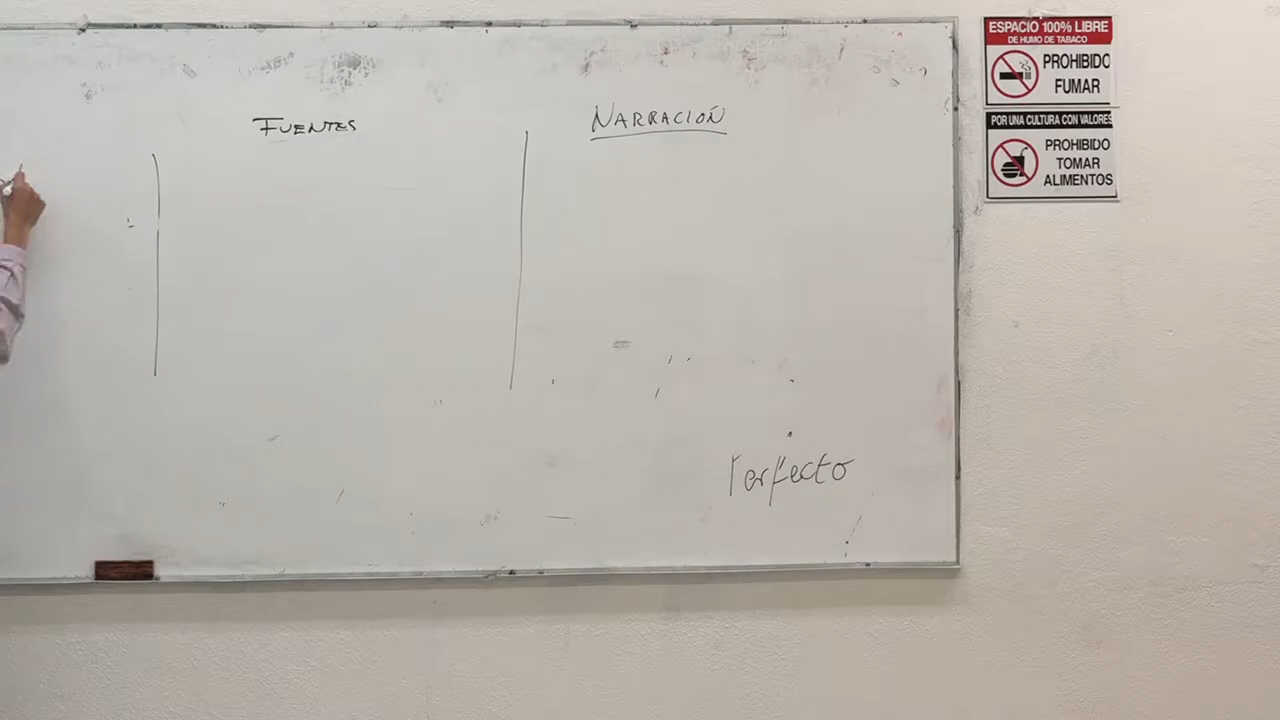 FUENTES
NARRACIÓN
Perfecto
ESPACIO 100% LIBRE
DE HUMO DE TABACO
PROHIBIDO
FUMAR
POR UNA CULTURA CON VALORES
PROHIBIDO
TOMAR
ALIMENTOS